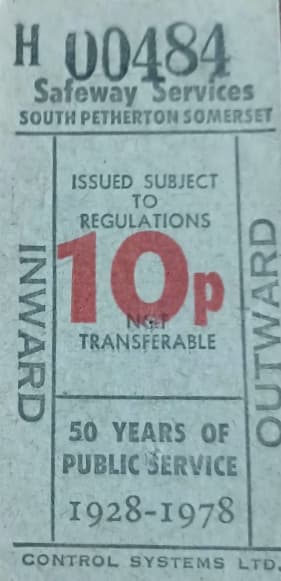 H 00484
Safeway Services
SOUTH PETHERTON SOMERSET
INWARD
ISSUED SUBJECT
TO
REGULATIONS
10p
NOT
TRANSFERABLE
OUTWARD
50 YEARS OF
PUBLIC SERVICE
1928-1978
CONTROL SYSTEMS LTD.